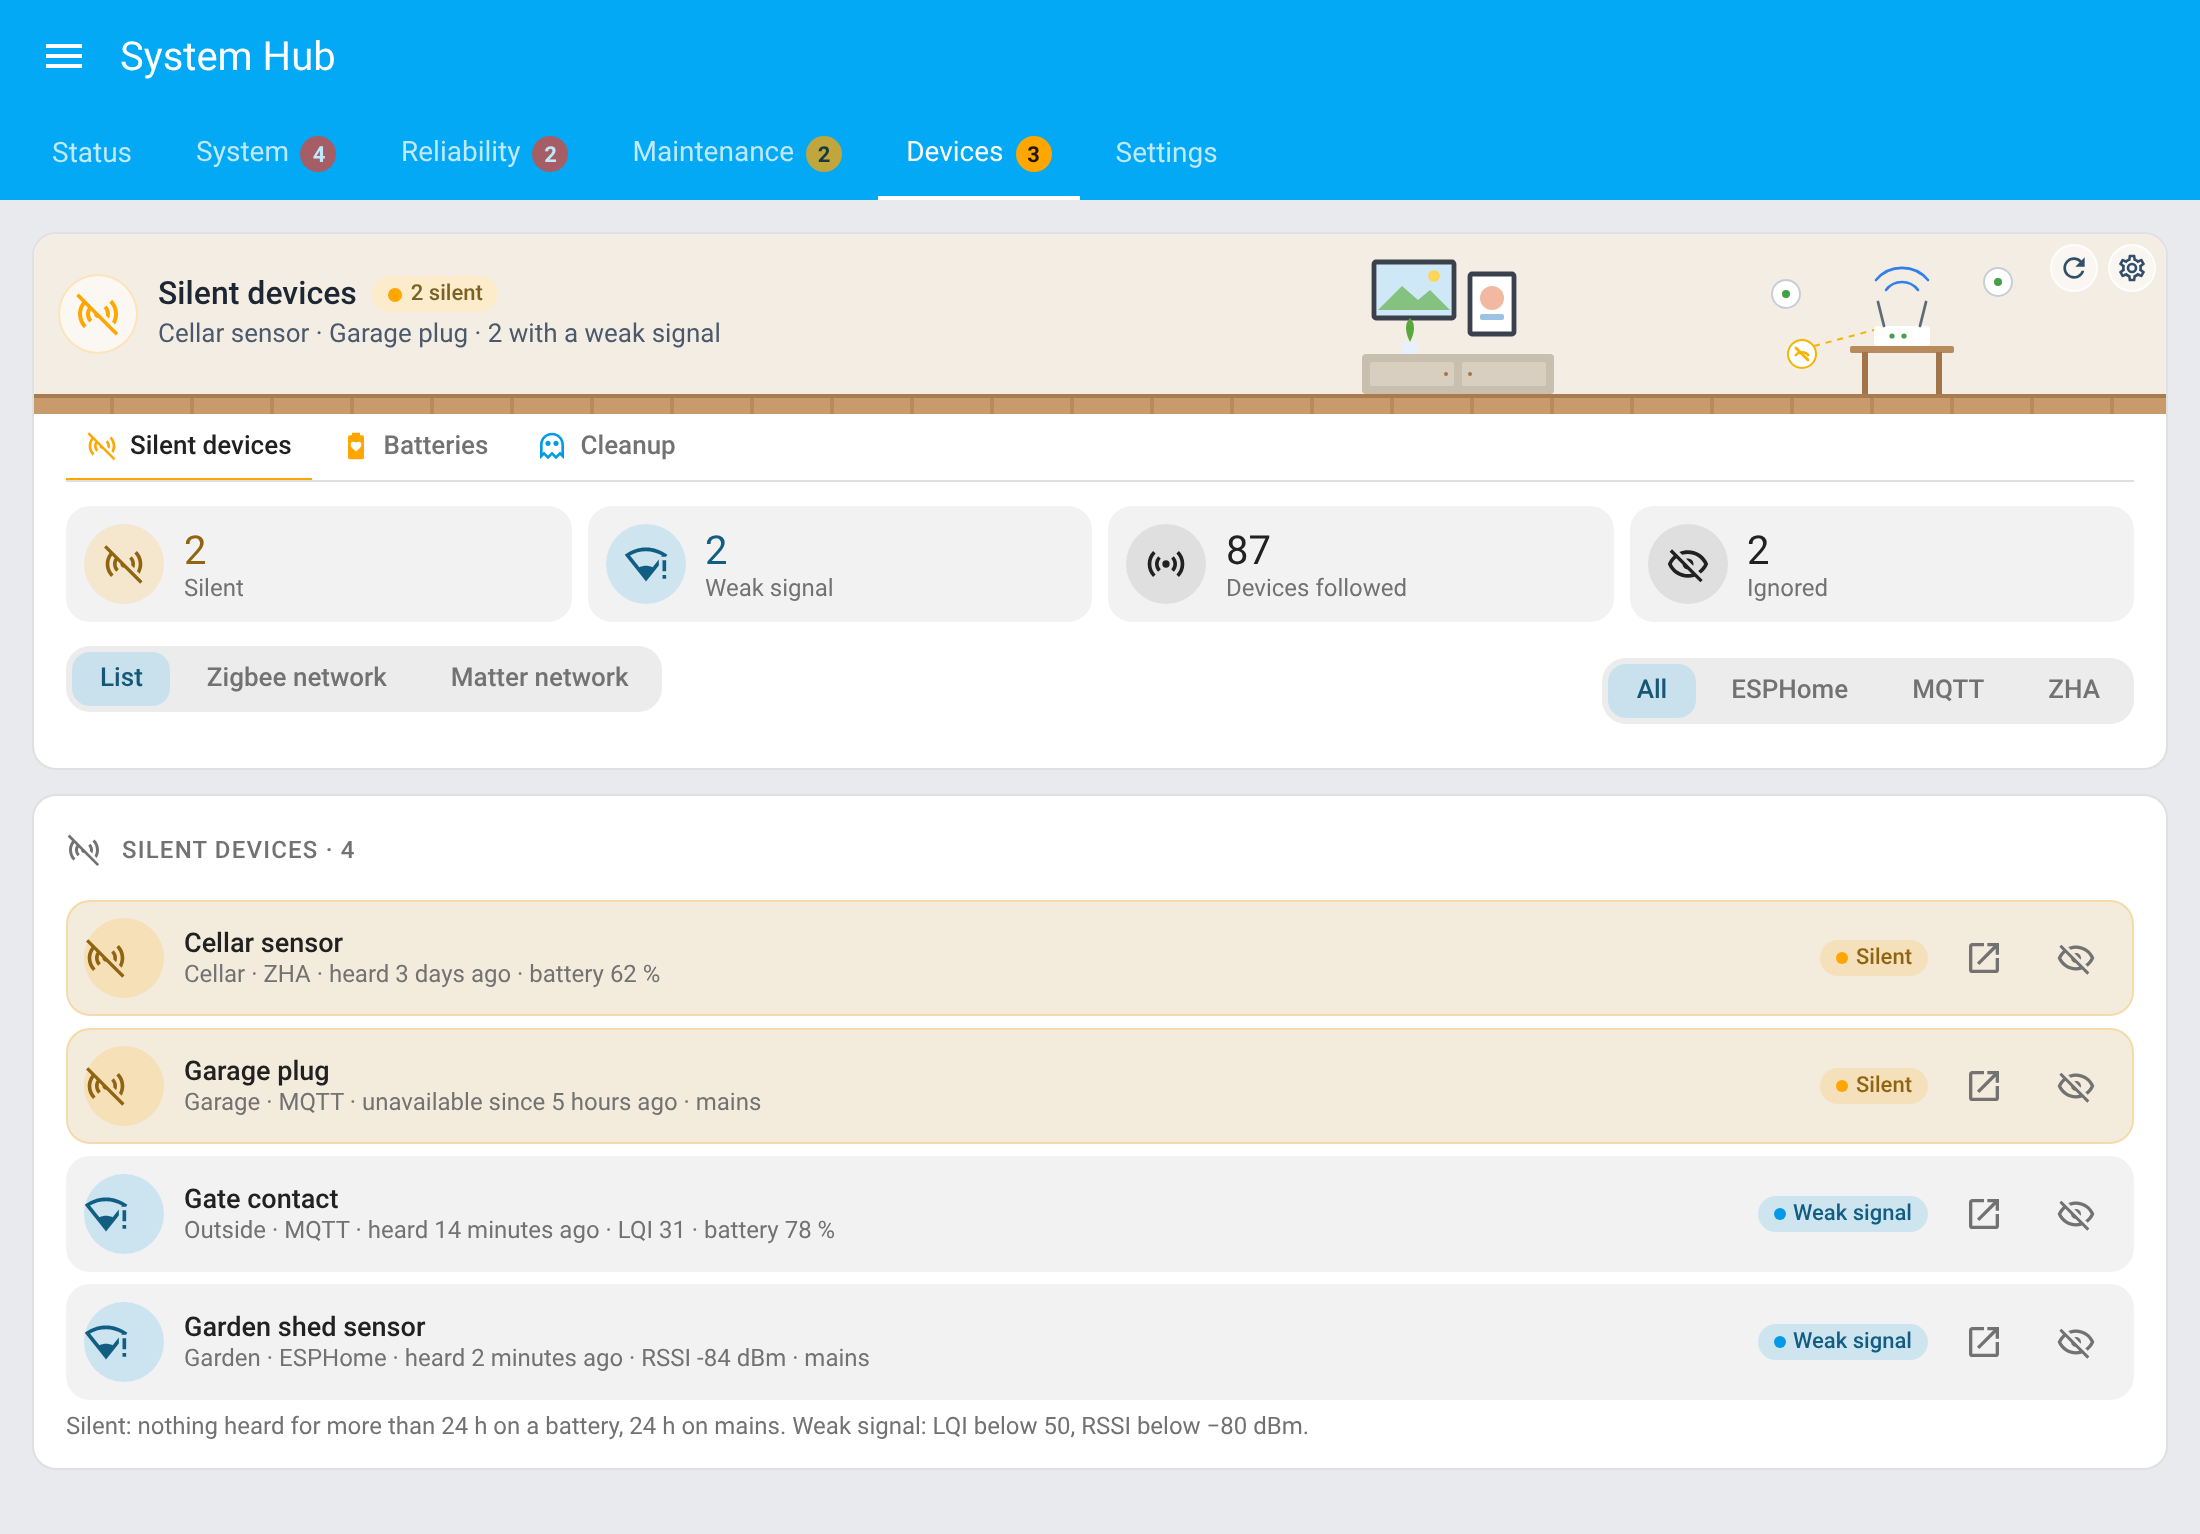 System Hub
Status System 4 Reliability 2 Maintenance 2 Devices 3 Settings
Silent devices 2 silent
Cellar sensor · Garage plug · 2 with a weak signal
Silent devices Batteries Cleanup
2 Silent
2 Weak signal
87 Devices followed
2 Ignored
List Zigbee network Matter network
All ESPHome MQTT ZHA
SILENT DEVICES · 4
Cellar sensor
Cellar · ZHA · heard 3 days ago · battery 62 %
Silent
Garage plug
Garage · MQTT · unavailable since 5 hours ago · mains
Silent
Gate contact
Outside · MQTT · heard 14 minutes ago · LQI 31 · battery 78 %
Weak signal
Garden shed sensor
Garden · ESPHome · heard 2 minutes ago · RSSI -84 dBm · mains
Weak signal
Silent: nothing heard for more than 24 h on a battery, 24 h on mains. Weak signal: LQI below 50, RSSI below −80 dBm.